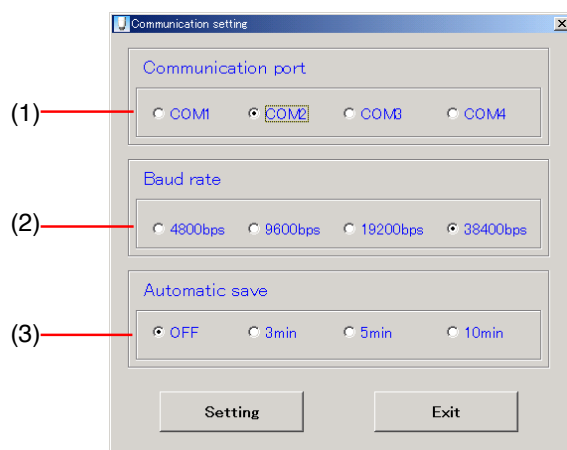 Communication setting
Communication port
(1)
COM1 COM2 COM3 COM4
Baud rate
(2)
4800bps 9600bps 19200bps 38400bps
Automatic save
(3)
OFF 3min 5min 10min
Setting Exit